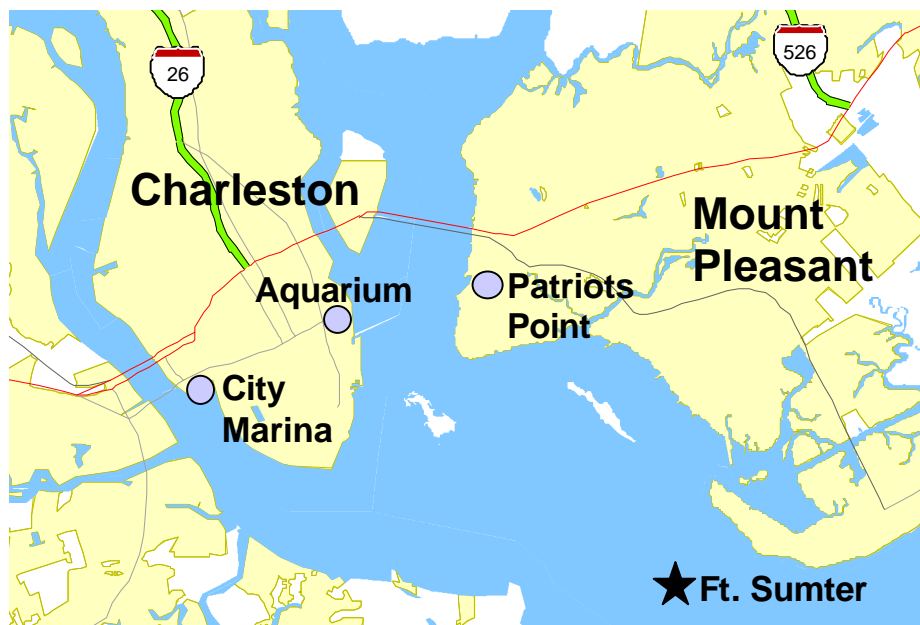 26
526
Charleston
Mount
Pleasant
Aquarium
Patriots
Point
City
Marina
Ft. Sumter